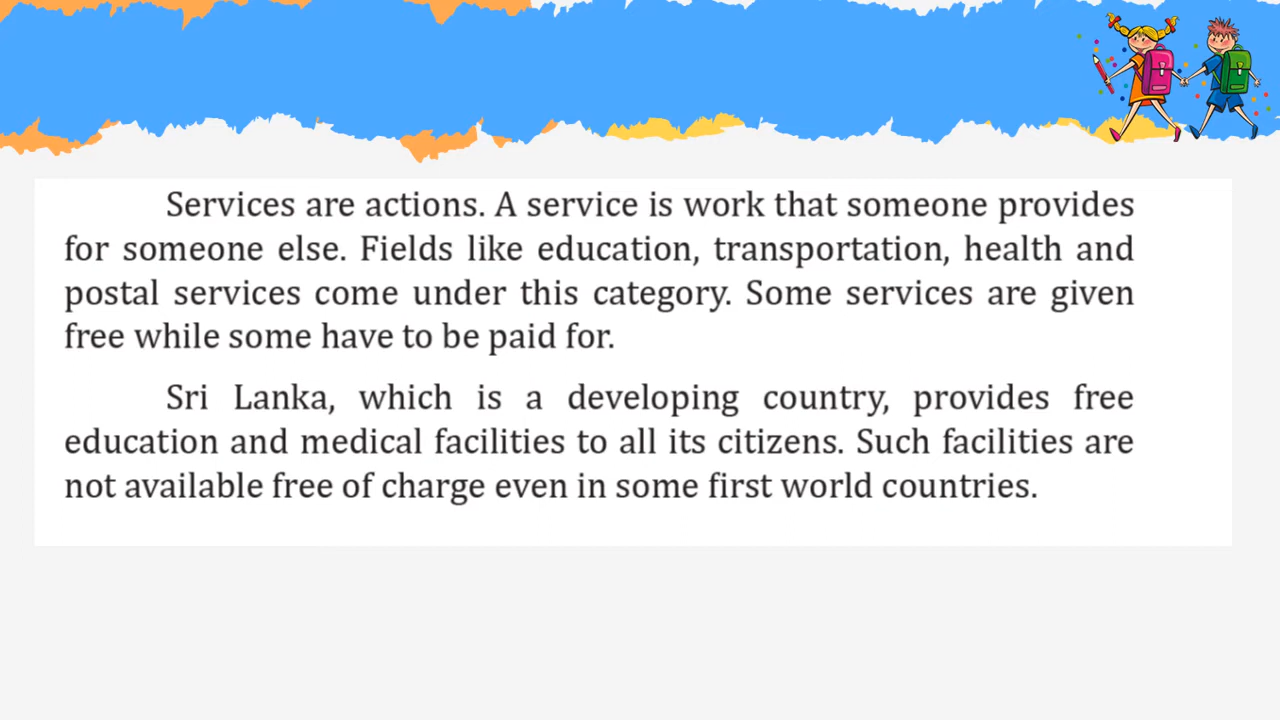 Services are actions. A service is work that someone provides
for someone else. Fields like education, transportation, health and
postal services come under this category. Some services are given
free while some have to be paid for.
Sri Lanka, which is a developing country, provides free
education and medical facilities to all its citizens. Such facilities are
not available free of charge even in some first world countries.